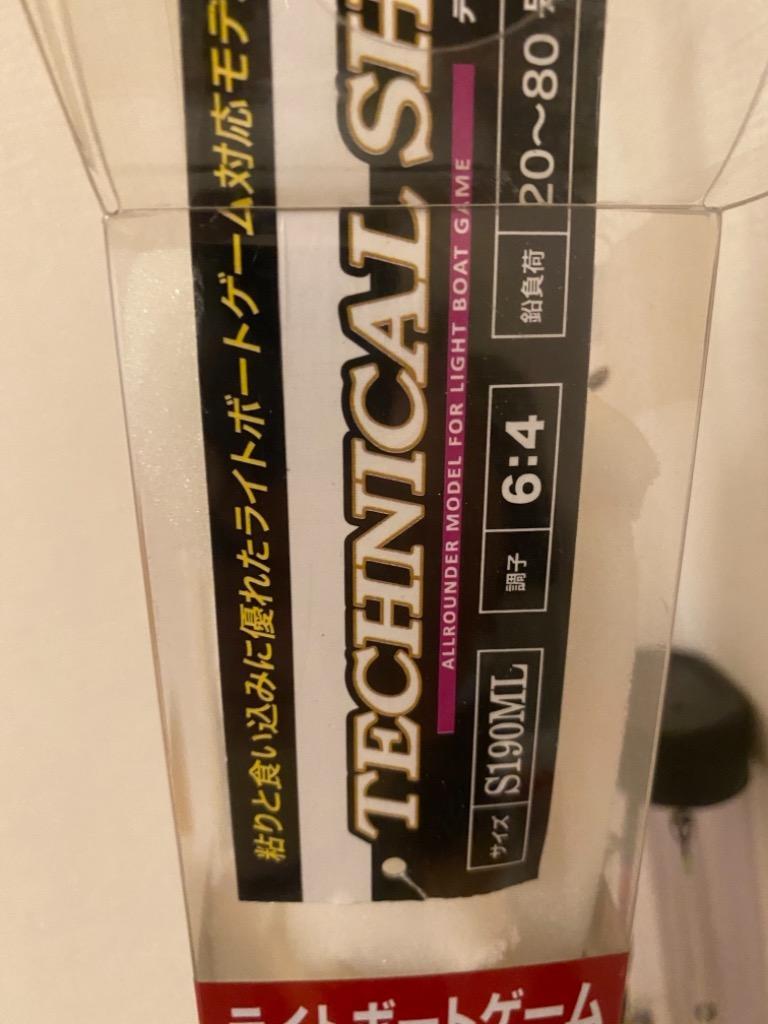 粘りと食い込みに優れたライトボートゲーム対応モデ
TECHNICAL SH
ALLROUNDER MODEL FOR LIGHT BOAT GAME
デ
サイズ S190ML 調子 6:4 鉛負荷 20〜80
ライトボートゲーム